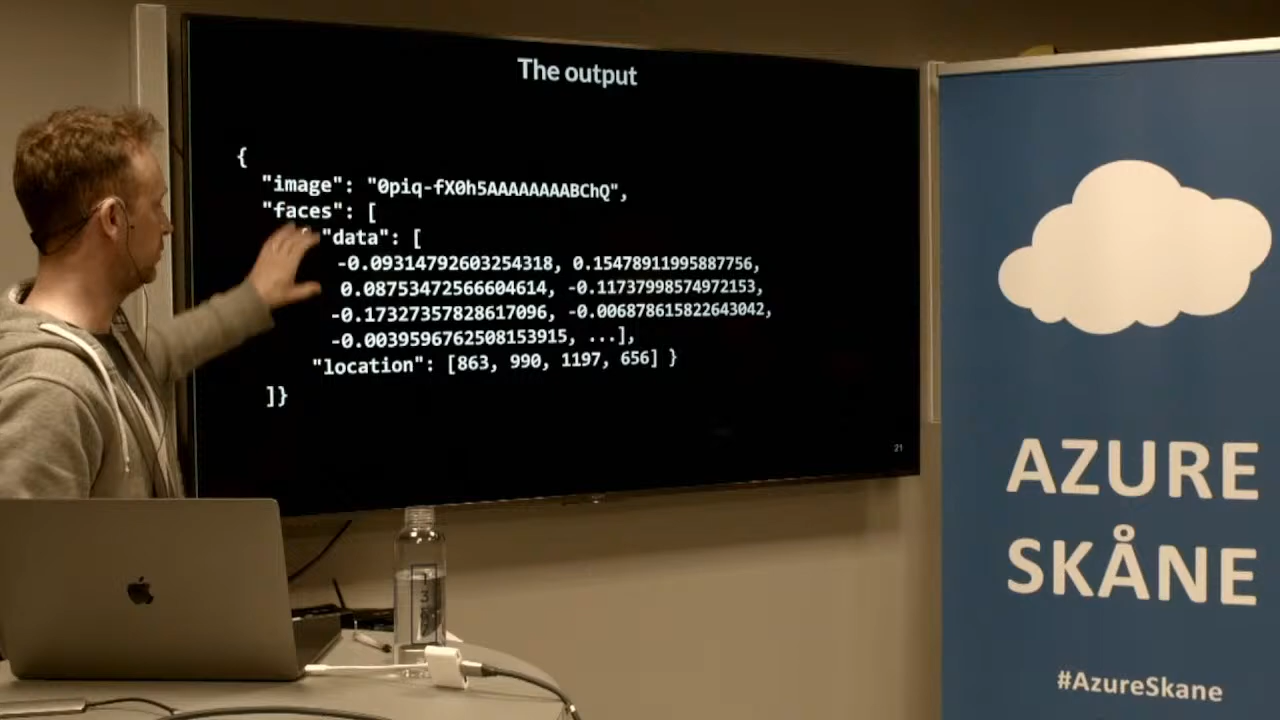 The output
{
"image": "0piq-fX0h5AAAAAAAABChQ",
"faces": [
"data": [
-0.09314792603254318, 0.15478911995887756,
0.08753472566604614, -0.11737998574972153,
-0.17327357828617096, -0.006878615822643042,
-0.0039596762508153915, ...],
"location": [863, 990, 1197, 656] }
]}
21
AZURE
SKÅNE
#AzureSkane